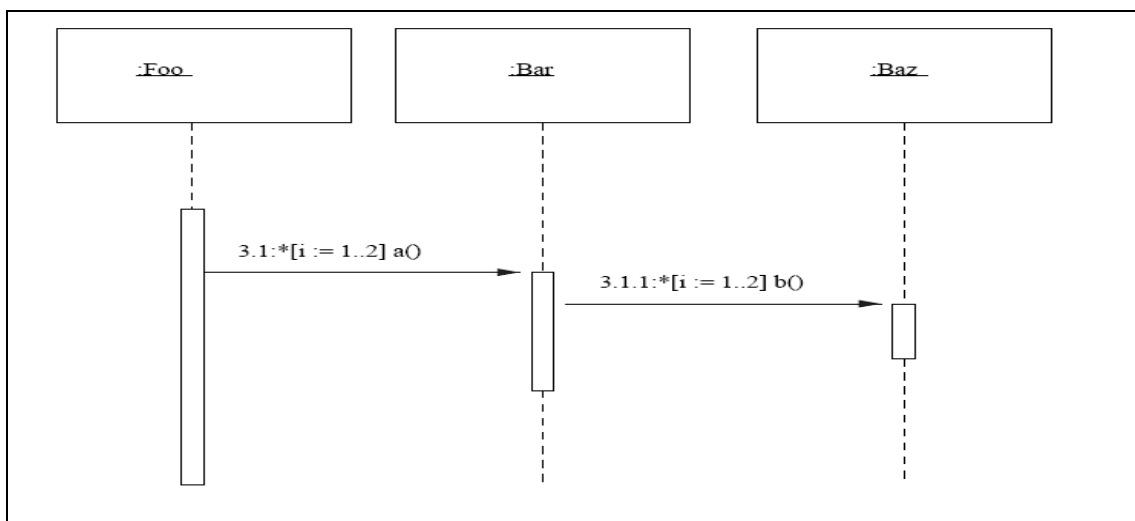 :Foo
:Bar
:Baz
3.1:*[i := 1..2] a()
3.1.1:*[i := 1..2] b()